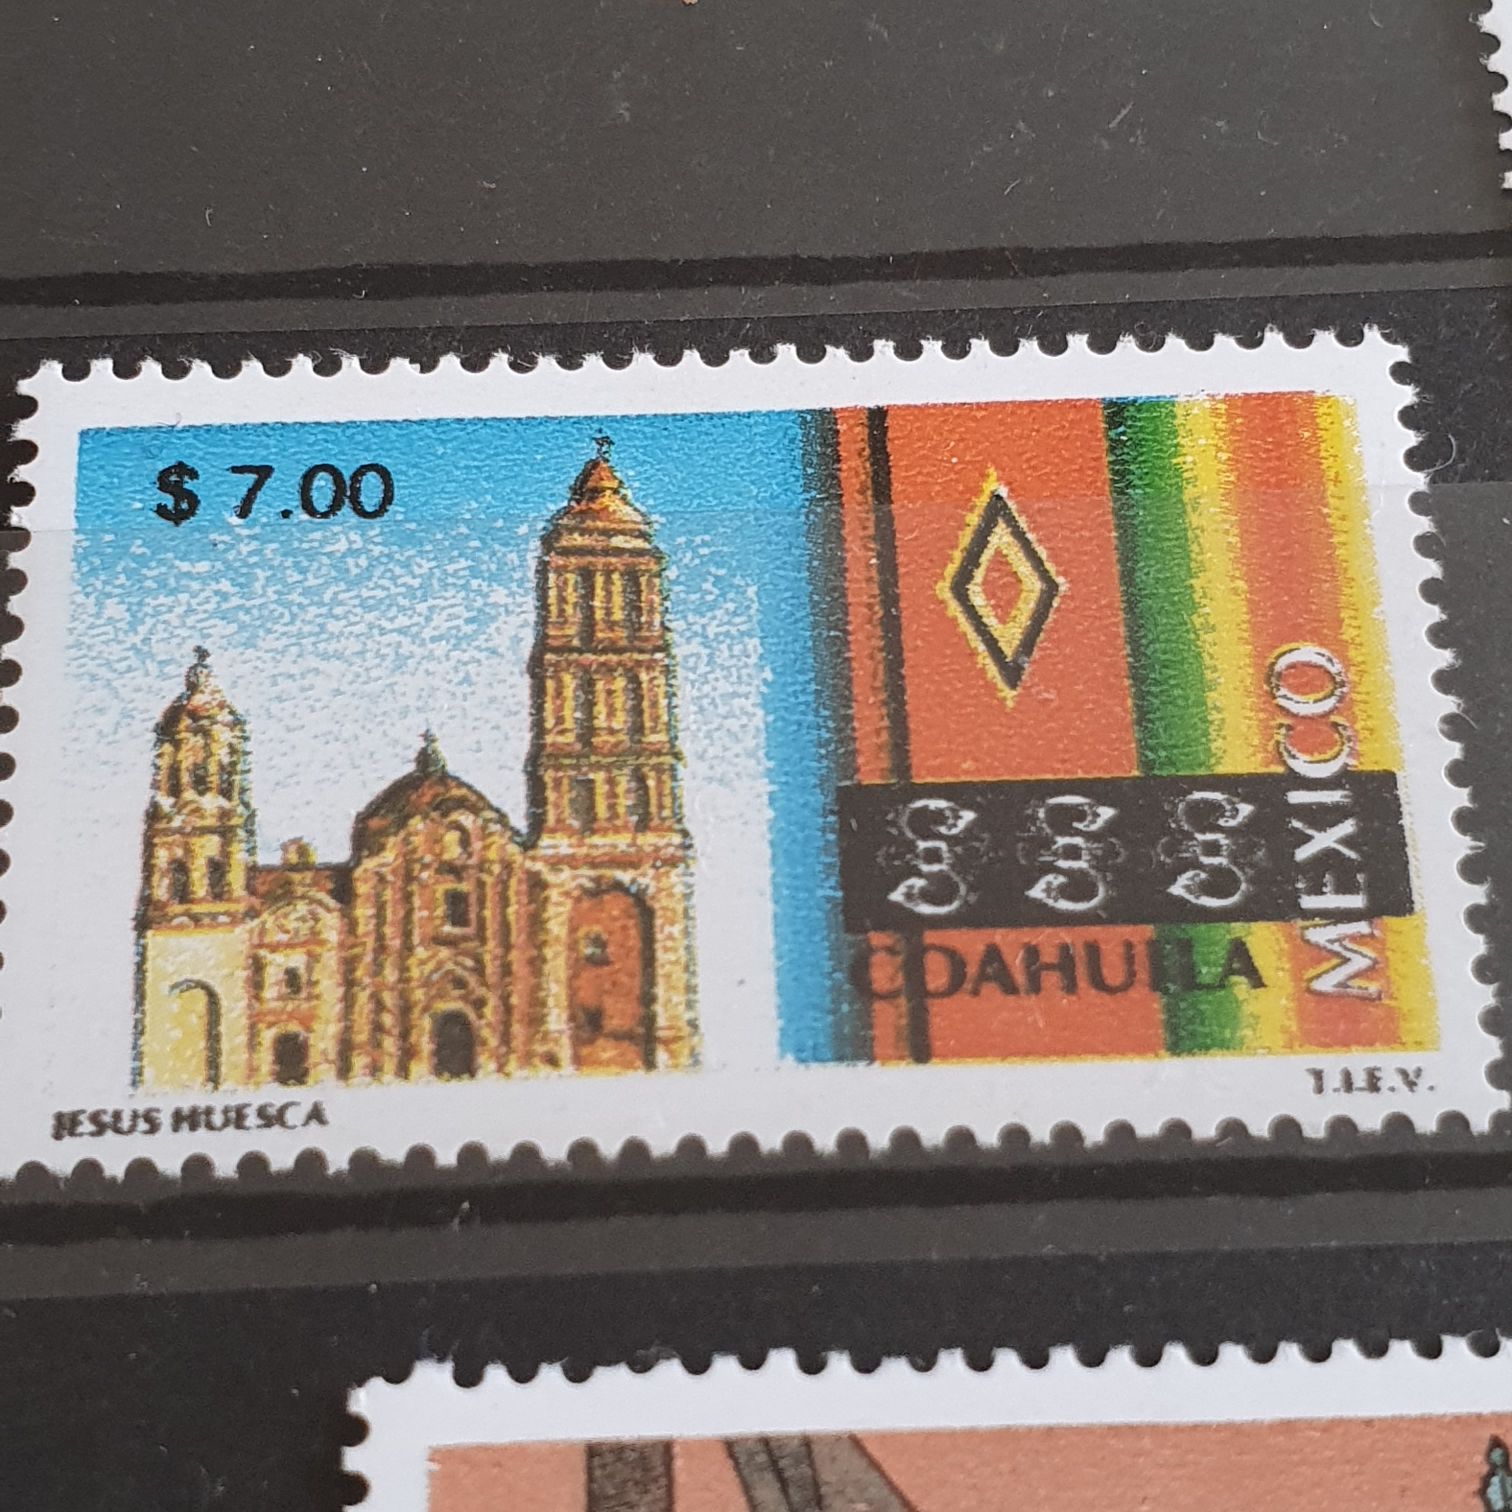 $ 7.00
COAHUILA
MEXICO
JESUS HUESCA
T.I.E.V.